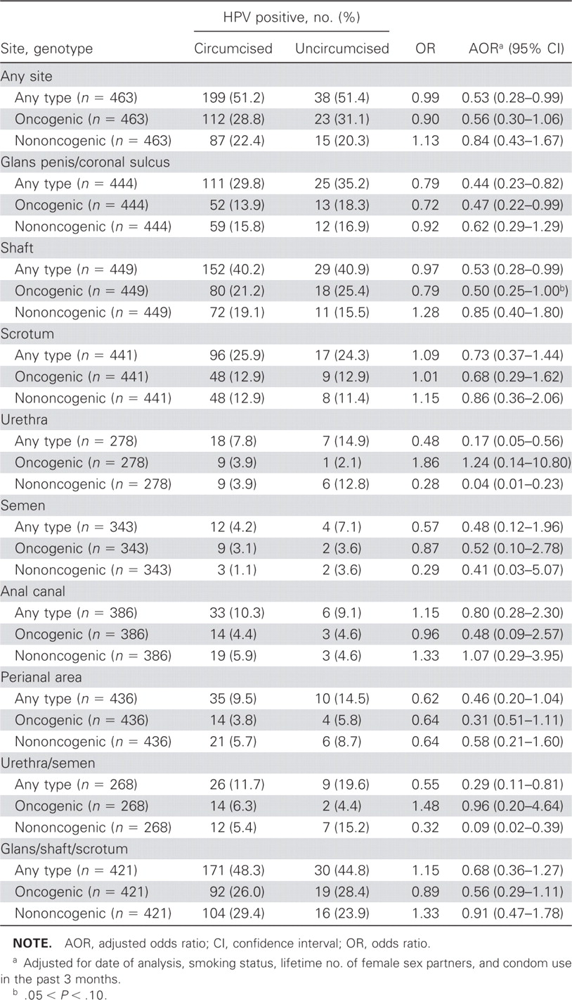 HPV positive, no. (%)
Site, genotype Circumcised Uncircumcised OR AORa (95% CI)
Any site
Any type (n = 463) 199 (51.2) 38 (51.4) 0.99 0.53 (0.28–0.99)
Oncogenic (n = 463) 112 (28.8) 23 (31.1) 0.90 0.56 (0.30–1.06)
Nononcogenic (n = 463) 87 (22.4) 15 (20.3) 1.13 0.84 (0.43–1.67)
Glans penis/coronal sulcus
Any type (n = 444) 111 (29.8) 25 (35.2) 0.79 0.44 (0.23–0.82)
Oncogenic (n = 444) 52 (13.9) 13 (18.3) 0.72 0.47 (0.22–0.99)
Nononcogenic (n = 444) 59 (15.8) 12 (16.9) 0.92 0.62 (0.29–1.29)
Shaft
Any type (n = 449) 152 (40.2) 29 (40.9) 0.97 0.53 (0.28–0.99)
Oncogenic (n = 449) 80 (21.2) 18 (25.4) 0.79 0.50 (0.25–1.00b)
Nononcogenic (n = 449) 72 (19.1) 11 (15.5) 1.28 0.85 (0.40–1.80)
Scrotum
Any type (n = 441) 96 (25.9) 17 (24.3) 1.09 0.73 (0.37–1.44)
Oncogenic (n = 441) 48 (12.9) 9 (12.9) 1.01 0.68 (0.29–1.62)
Nononcogenic (n = 441) 48 (12.9) 8 (11.4) 1.15 0.86 (0.36–2.06)
Urethra
Any type (n = 278) 18 (7.8) 7 (14.9) 0.48 0.17 (0.05–0.56)
Oncogenic (n = 278) 9 (3.9) 1 (2.1) 1.86 1.24 (0.14–10.80)
Nononcogenic (n = 278) 9 (3.9) 6 (12.8) 0.28 0.04 (0.01–0.23)
Semen
Any type (n = 343) 12 (4.2) 4 (7.1) 0.57 0.48 (0.12–1.96)
Oncogenic (n = 343) 9 (3.1) 2 (3.6) 0.87 0.52 (0.10–2.78)
Nononcogenic (n = 343) 3 (1.1) 2 (3.6) 0.29 0.41 (0.03–5.07)
Anal canal
Any type (n = 386) 33 (10.3) 6 (9.1) 1.15 0.80 (0.28–2.30)
Oncogenic (n = 386) 14 (4.4) 3 (4.6) 0.96 0.48 (0.09–2.57)
Nononcogenic (n = 386) 19 (5.9) 3 (4.6) 1.33 1.07 (0.29–3.95)
Perianal area
Any type (n = 436) 35 (9.5) 10 (14.5) 0.62 0.46 (0.20–1.04)
Oncogenic (n = 436) 14 (3.8) 4 (5.8) 0.64 0.31 (0.51–1.11)
Nononcogenic (n = 436) 21 (5.7) 6 (8.7) 0.64 0.58 (0.21–1.60)
Urethra/semen
Any type (n = 268) 26 (11.7) 9 (19.6) 0.55 0.29 (0.11–0.81)
Oncogenic (n = 268) 14 (6.3) 2 (4.4) 1.48 0.96 (0.20–4.64)
Nononcogenic (n = 268) 12 (5.4) 7 (15.2) 0.32 0.09 (0.02–0.39)
Glans/shaft/scrotum
Any type (n = 421) 171 (48.3) 30 (44.8) 1.15 0.68 (0.36–1.27)
Oncogenic (n = 421) 92 (26.0) 19 (28.4) 0.89 0.56 (0.29–1.11)
Nononcogenic (n = 421) 104 (29.4) 16 (23.9) 1.33 0.91 (0.47–1.78)
NOTE. AOR, adjusted odds ratio; CI, confidence interval; OR, odds ratio.
a Adjusted for date of analysis, smoking status, lifetime no. of female sex partners, and condom use
in the past 3 months.
b .05 < P < .10.